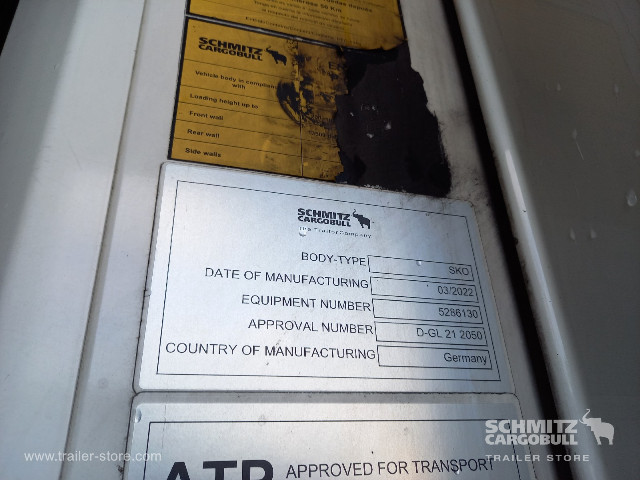 SCHMITZ
CARGOBULL
Vehicle body in compliance
with
Loading height up to
Front wall
Rear wall
Side walls
SCHMITZ
CARGOBULL
The Trailer Company.
BODY-TYPE SKO
DATE OF MANUFACTURING 03/2022
EQUIPMENT NUMBER 5286130
APPROVAL NUMBER D-GL 21 2050
COUNTRY OF MANUFACTURING Germany
ATP APPROVED FOR TRANSPORT
SCHMITZ
CARGOBULL
TRAILER STORE
www.trailer-store.com